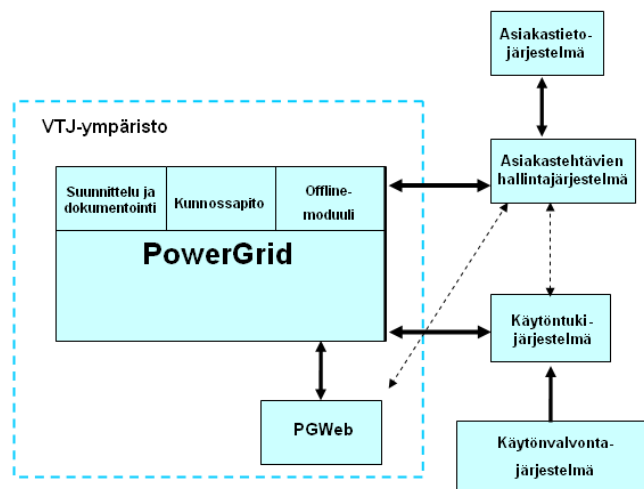 Asiakastieto-
järjestelmä
VTJ-ympäristo
Suunnittelu ja
dokumentointi
Kunnossapito
Offline-
moduuli
PowerGrid
Asiakastehtävien
hallintajärjestelmä
Käytöntuki-
järjestelmä
PGWeb
Käytönvalvonta-
järjestelmä